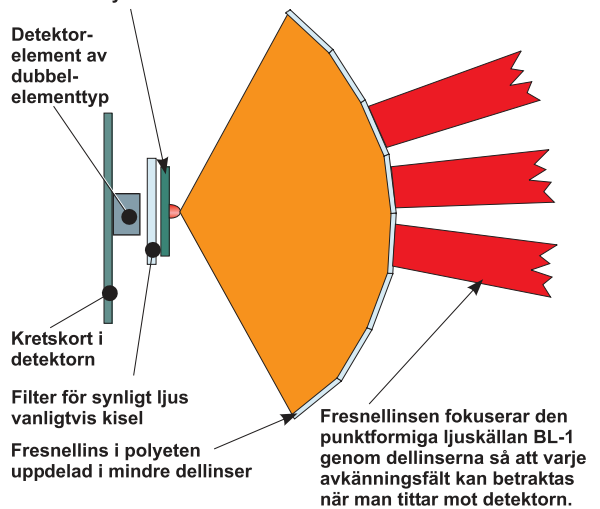 Detektor-
element av
dubbel-
elementtyp
Kretskort i
detektorn
Filter för synligt ljus
vanligtvis kisel
Fresnellins i polyeten
uppdelad i mindre dellinser
Fresnellinsen fokuserar den
punktformiga ljuskällan BL-1
genom dellinserna så att varje
avkänningsfält kan betraktas
när man tittar mot detektorn.